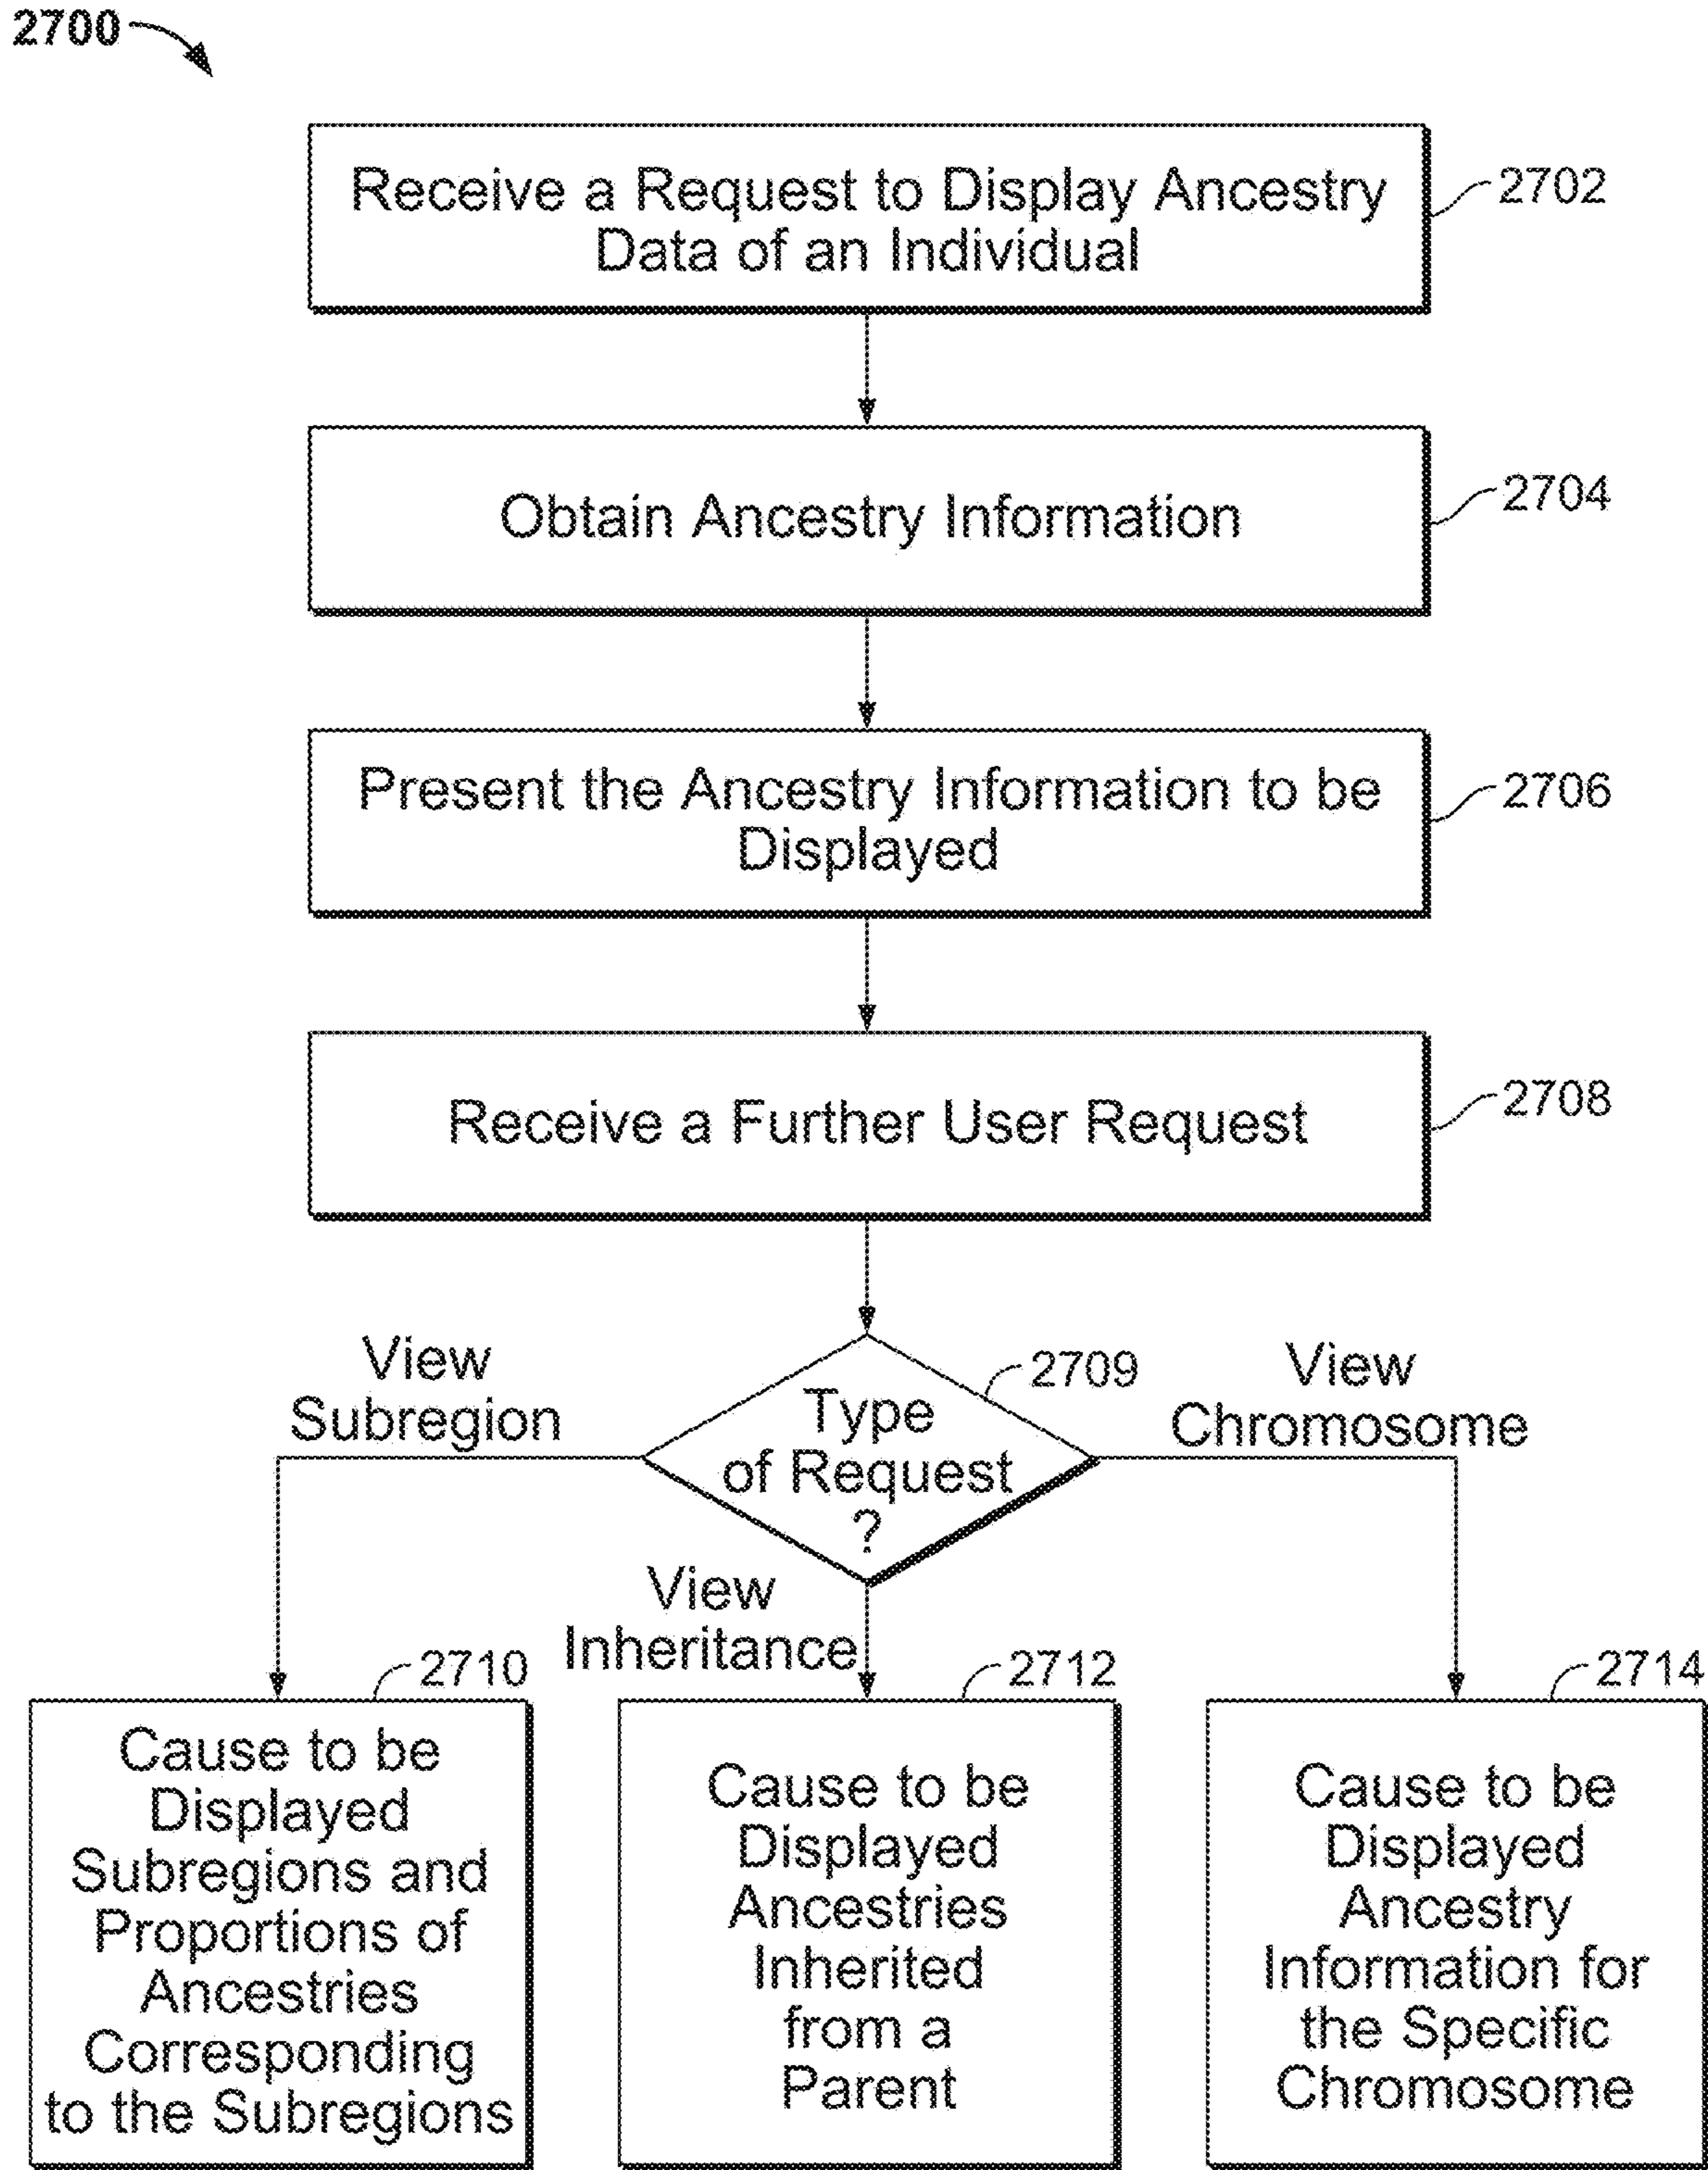 2700
Receive a Request to Display Ancestry
Data of an Individual
2702
Obtain Ancestry Information
2704
Present the Ancestry Information to be
Displayed
2706
Receive a Further User Request
2708
View
Subregion
Type
of Request
?
2709
View
Chromosome
View
Inheritance
2710
Cause to be
Displayed
Subregions and
Proportions of
Ancestries
Corresponding
to the Subregions
2712
Cause to be
Displayed
Ancestries
Inherited
from a
Parent
2714
Cause to be
Displayed
Ancestry
Information for
the Specific
Chromosome